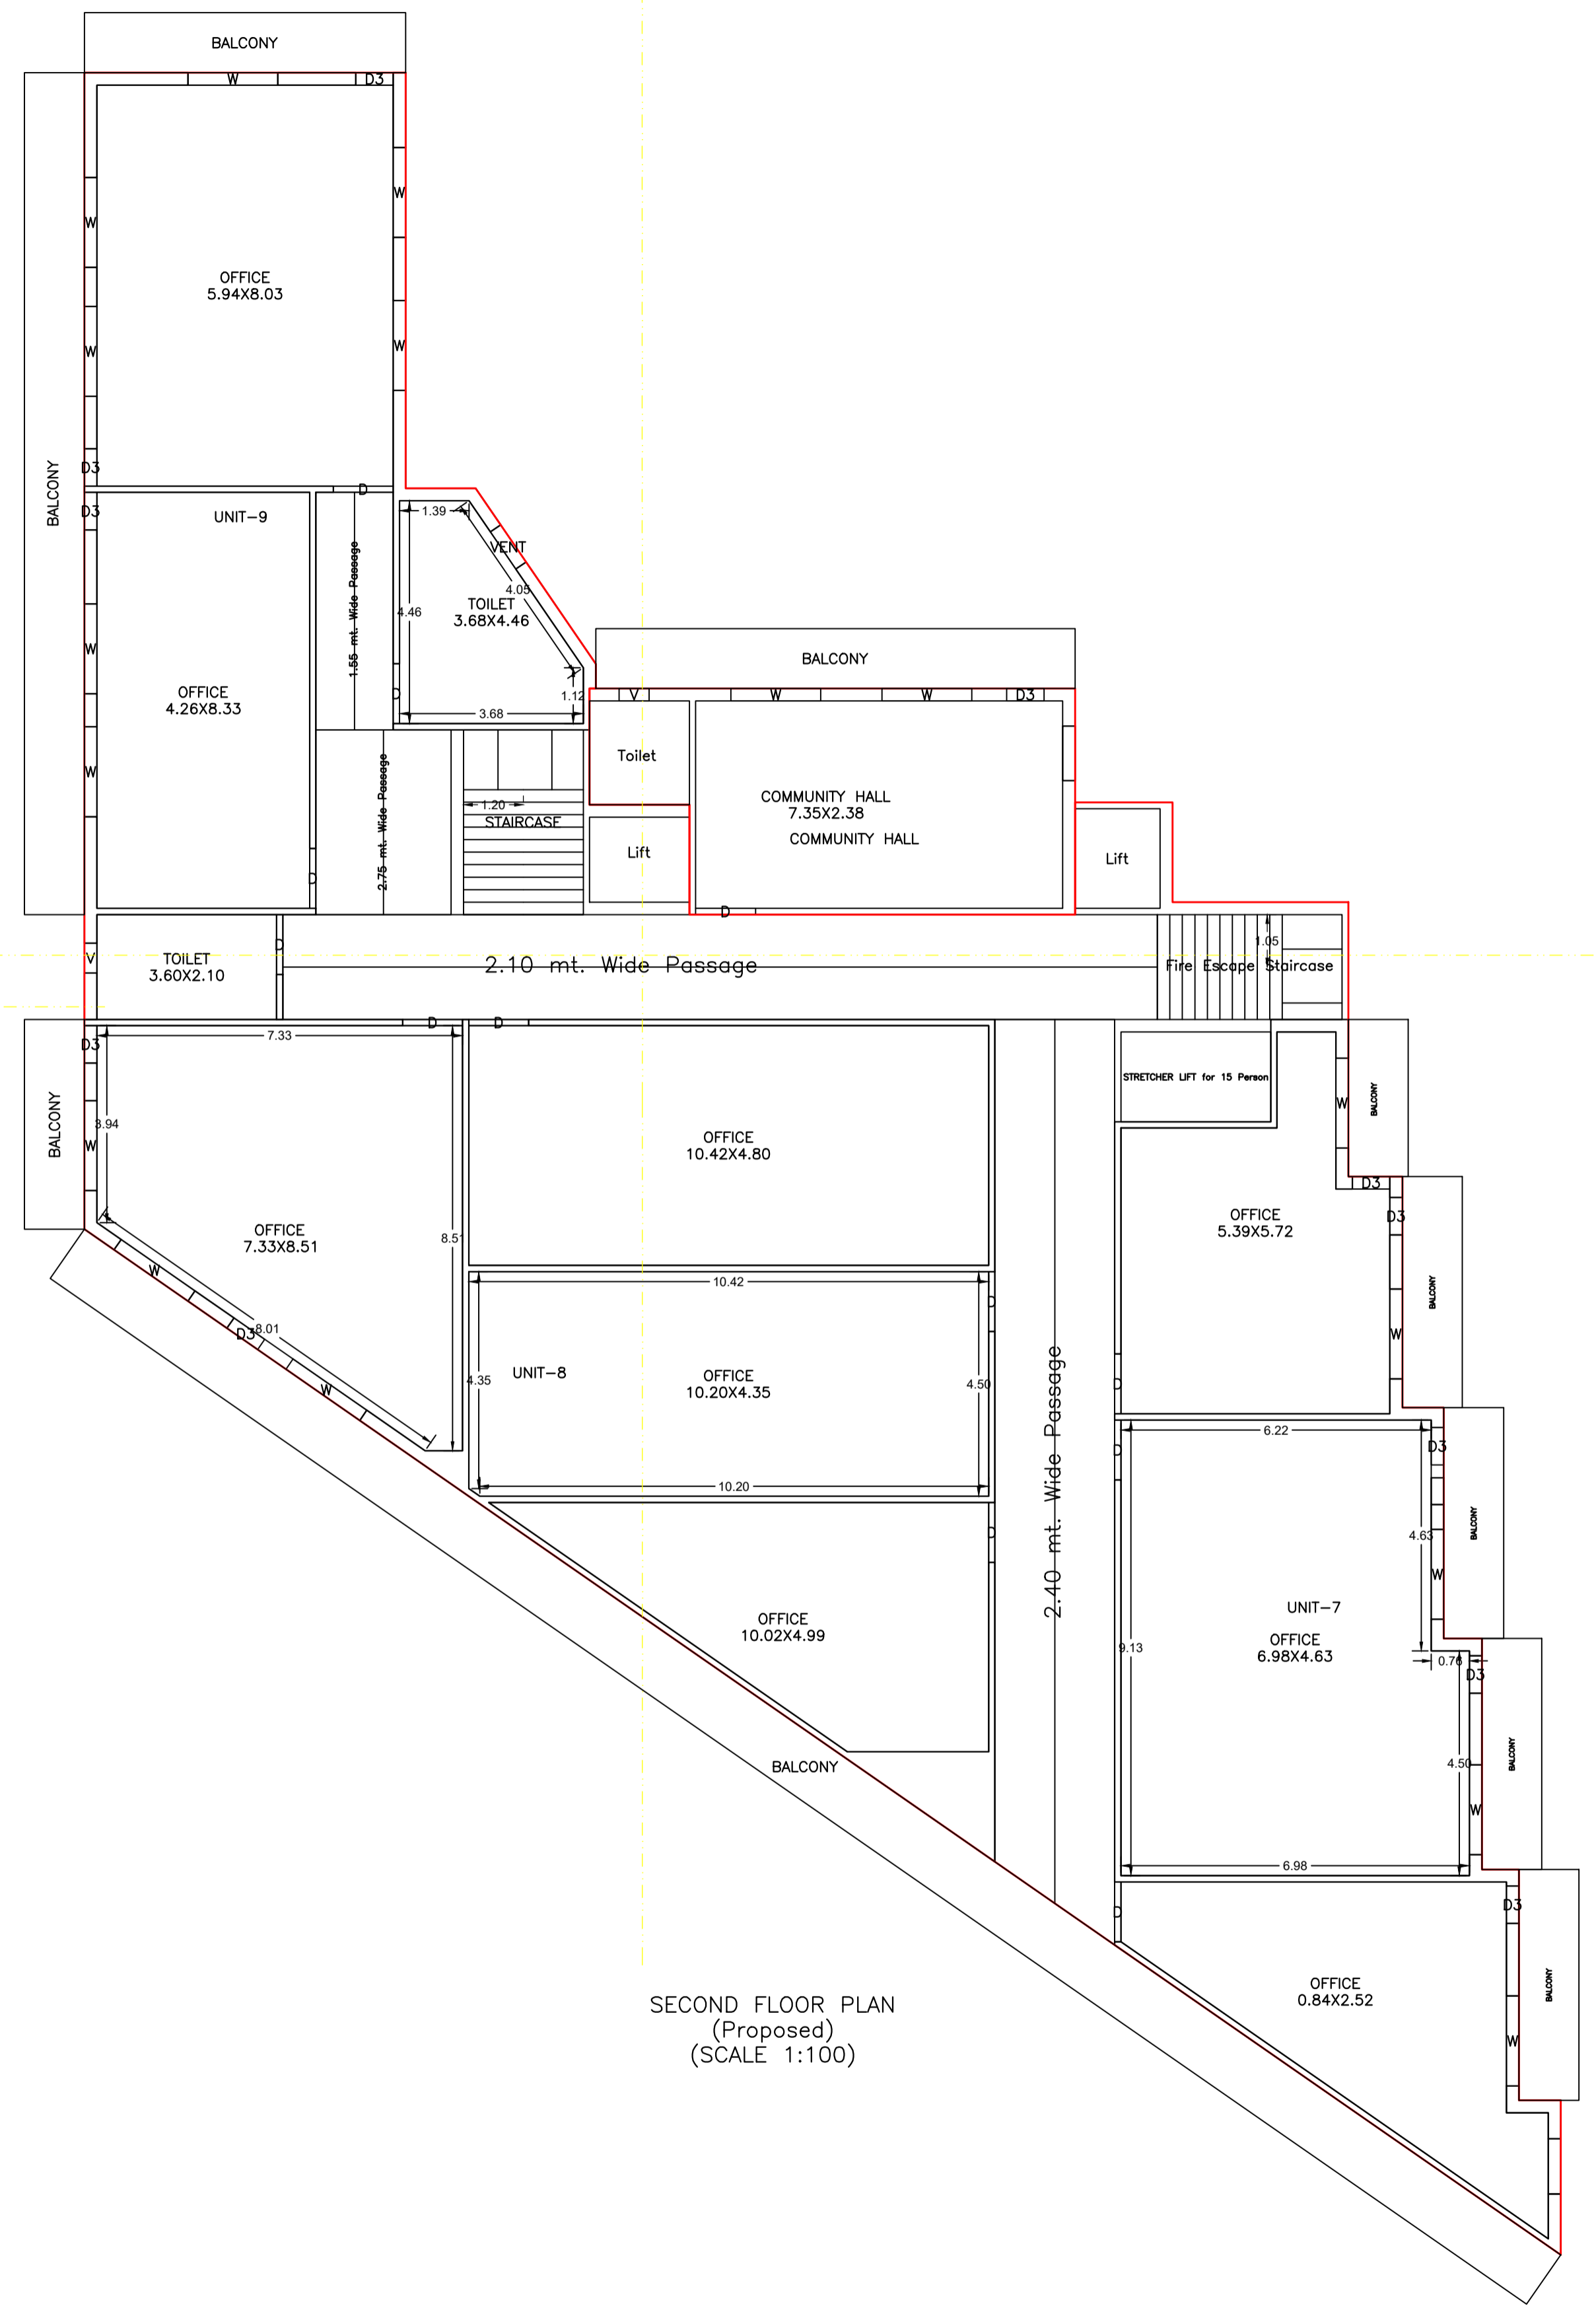 BALCONY
W
D3
W
W
OFFICE
5.94X8.03
W
W
BALCONY
D3
D
D3
UNIT-9
1.39
VENT
1.55 mt. Wide Passage
4.05
4.46
TOILET
3.68X4.46
W
BALCONY
OFFICE
4.26X8.33
D
1.12
V
W
W
D3
3.68
Toilet
2.75 mt. Wide Passage
W
COMMUNITY HALL
7.35X2.38
1.20
STAIRCASE
COMMUNITY HALL
Lift
Lift
D
D
D
1.05
V
TOILET
3.60X2.10
2.10 mt. Wide Passage
Fire Escape Staircase
D
D
7.33
D3
STRETCHER LIFT for 15 Person
BALCONY
W
BALCONY
3.94
W
OFFICE
10.42X4.80
D3
OFFICE
7.33X8.51
8.51
OFFICE
5.39X5.72
D3
W
10.42
BALCONY
D
8.01
D3
W
UNIT-8
OFFICE
10.20X4.35
4.35
4.50
D
W
6.22
D3
D
10.20
2.40 mt. Wide Passage
BALCONY
D
4.63
W
OFFICE
10.02X4.99
UNIT-7
OFFICE
6.98X4.63
9.13
0.76
D3
BALCONY
BALCONY
4.50
W
6.98
D
D3
OFFICE
0.84X2.52
BALCONY
W
SECOND FLOOR PLAN
(Proposed)
(SCALE 1:100)